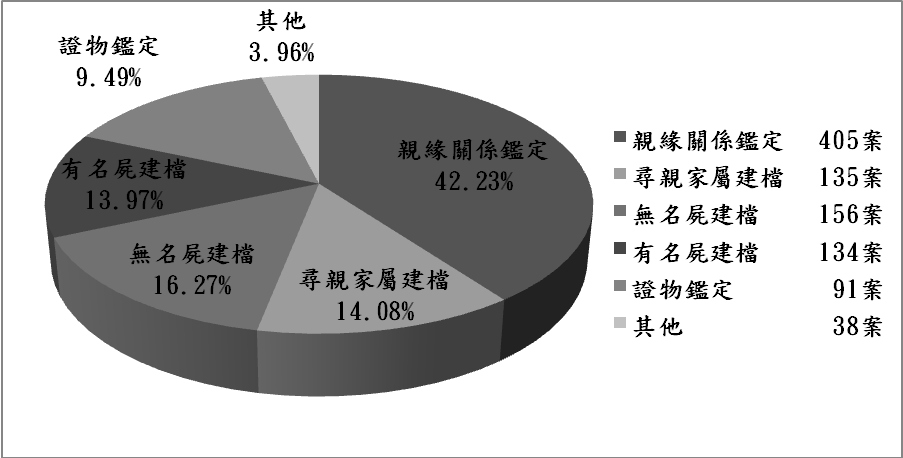 其他
3.96%
證物鑑定
9.49%
親緣關係鑑定
42.23%
有名屍建檔
13.97%
無名屍建檔
16.27%
尋親家屬建檔
14.08%
親緣關係鑑定 405案
尋親家屬建檔 135案
無名屍建檔 156案
有名屍建檔 134案
證物鑑定 91案
其他 38案